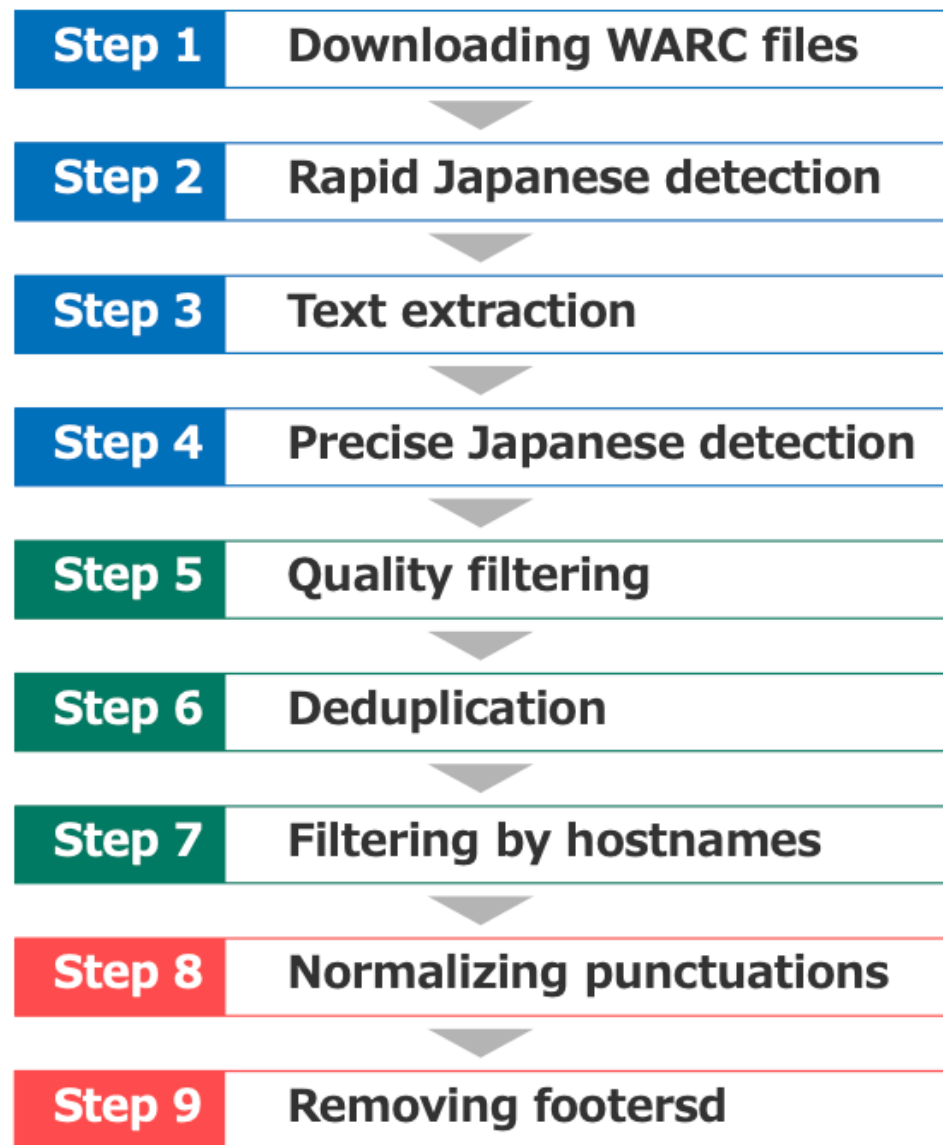 Step 1 Downloading WARC files
Step 2 Rapid Japanese detection
Step 3 Text extraction
Step 4 Precise Japanese detection
Step 5 Quality filtering
Step 6 Deduplication
Step 7 Filtering by hostnames
Step 8 Normalizing punctuations
Step 9 Removing footersd